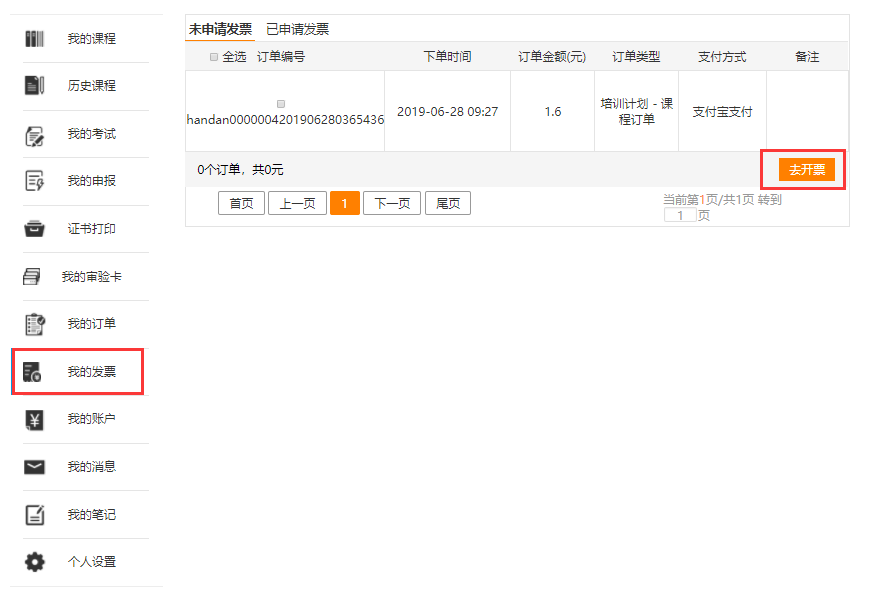 我的课程
历史课程
我的考试
我的申报
证书打印
我的审验卡
我的订单
我的发票
我的账户
我的消息
我的笔记
个人设置
未申请发票 已申请发票
全选 订单编号 下单时间 订单金额(元) 订单类型 支付方式 备注
handan0000004201906280365436 2019-06-28 09:27 1.6 培训计划 - 课
程订单 支付宝支付
0个订单，共0元 去开票
首页 上一页 1 下一页 尾页 当前第1页/共1页 转到
1 页